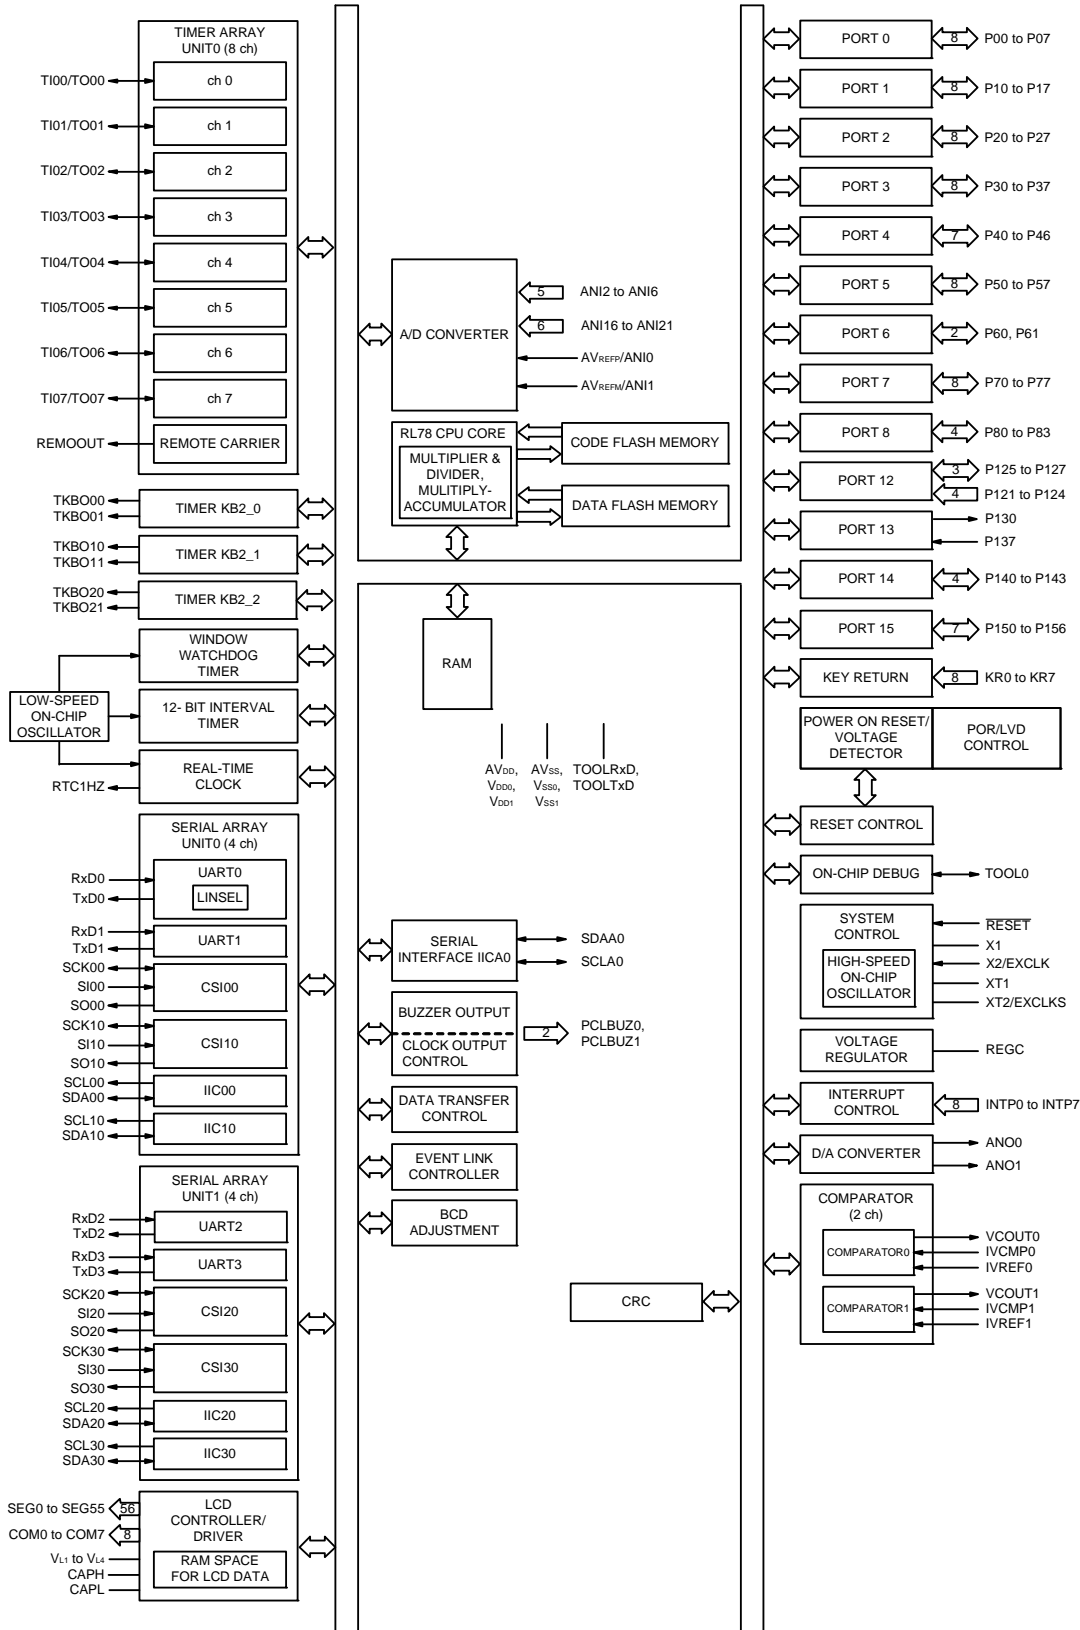 TIMER ARRAY
UNIT0 (8 ch)
TI00/TO00
ch 0
TI01/TO01
ch 1
TI02/TO02
ch 2
TI03/TO03
ch 3
TI04/TO04
ch 4
TI05/TO05
ch 5
TI06/TO06
ch 6
TI07/TO07
ch 7
REMOOUT
REMOTE CARRIER
TKBO00
TKBO01
TIMER KB2_0
TKBO10
TKBO11
TIMER KB2_1
TKBO20
TKBO21
TIMER KB2_2
WINDOW
WATCHDOG
TIMER
LOW-SPEED
ON-CHIP
OSCILLATOR
12- BIT INTERVAL
TIMER
REAL-TIME
CLOCK
RTC1HZ
SERIAL ARRAY
UNIT0 (4 ch)
RxD0
TxD0
UART0
LINSEL
RxD1
TxD1
UART1
SCK00
SI00
SO00
CSI00
SCK10
SI10
SO10
CSI10
SCL00
SDA00
IIC00
SCL10
SDA10
IIC10
SERIAL ARRAY
UNIT1 (4 ch)
RxD2
TxD2
UART2
RxD3
TxD3
UART3
SCK20
SI20
SO20
CSI20
SCK30
SI30
SO30
CSI30
SCL20
SDA20
IIC20
SCL30
SDA30
IIC30
SEG0 to SEG55
56
COM0 to COM7
8
VL1 to VL4
CAPH
CAPL
LCD
CONTROLLER/
DRIVER
RAM SPACE
FOR LCD DATA
A/D CONVERTER
5
ANI2 to ANI6
6
ANI16 to ANI21
AVREFP/ANI0
AVREFM/ANI1
RL78 CPU CORE
MULTIPLIER &
DIVIDER,
MULTIPLY-
ACCUMULATOR
CODE FLASH MEMORY
DATA FLASH MEMORY
RAM
AVDD,
VDD0,
VDD1
AVSS,
VSS0,
VSS1
TOOLRxD,
TOOLTxD
SERIAL
INTERFACE IICA0
SDAA0
SCLA0
BUZZER OUTPUT
CLOCK OUTPUT
CONTROL
2
PCLBUZ0,
PCLBUZ1
DATA TRANSFER
CONTROL
EVENT LINK
CONTROLLER
BCD
ADJUSTMENT
CRC
PORT 0
8
P00 to P07
PORT 1
8
P10 to P17
PORT 2
8
P20 to P27
PORT 3
8
P30 to P37
PORT 4
7
P40 to P46
PORT 5
8
P50 to P57
PORT 6
2
P60, P61
PORT 7
8
P70 to P77
PORT 8
4
P80 to P83
PORT 12
3
P125 to P127
4
P121 to P124
PORT 13
P130
P137
PORT 14
4
P140 to P143
PORT 15
7
P150 to P156
KEY RETURN
8
KR0 to KR7
POWER ON RESET/
VOLTAGE
DETECTOR
POR/LVD
CONTROL
RESET CONTROL
ON-CHIP DEBUG
TOOL0
SYSTEM
CONTROL
HIGH-SPEED
ON-CHIP
OSCILLATOR
RESET
X1
X2/EXCLK
XT1
XT2/EXCLKS
VOLTAGE
REGULATOR
REGC
INTERRUPT
CONTROL
8
INTP0 to INTP7
D/A CONVERTER
ANO0
ANO1
COMPARATOR
(2 ch)
COMPARATOR0
VCOUT0
IVCMP0
IVREF0
COMPARATOR1
VCOUT1
IVCMP1
IVREF1